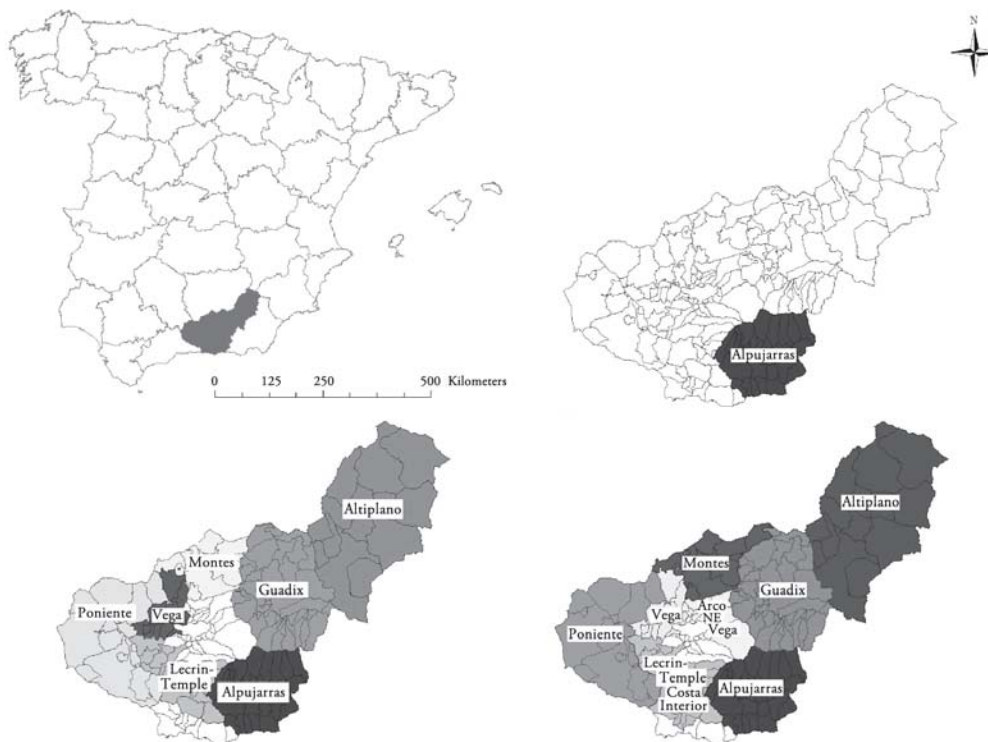 N
0 125 250 500 Kilometers
Alpujarras
Altiplano
Montes
Guadix
Poniente
Vega
Lecrin-
Temple
Alpujarras
Altiplano
Montes
Guadix
Arco
NE
Vega
Vega
Poniente
Lecrin-
Temple
Costa
Interior
Alpujarras